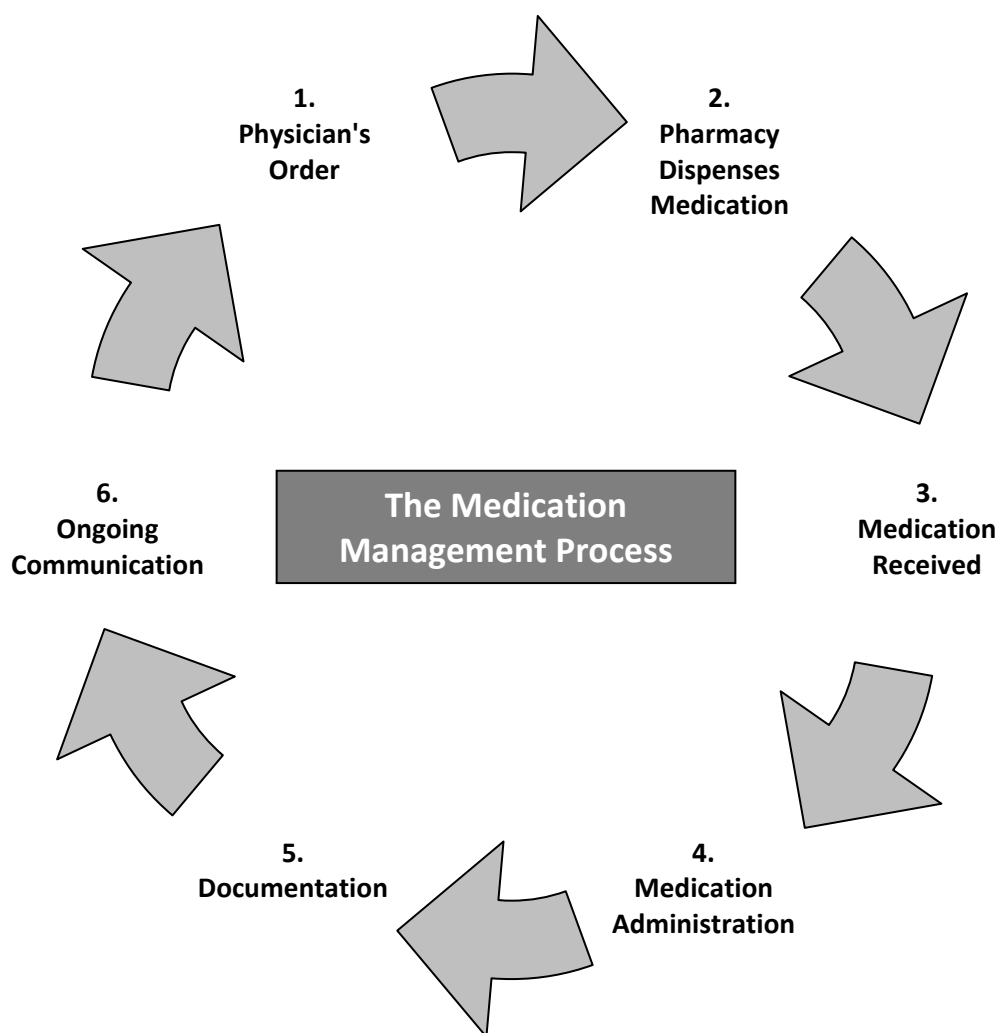 1.
Physician's
Order
2.
Pharmacy
Dispenses
Medication
3.
Medication
Received
4.
Medication
Administration
5.
Documentation
6.
Ongoing
Communication
The Medication
Management Process